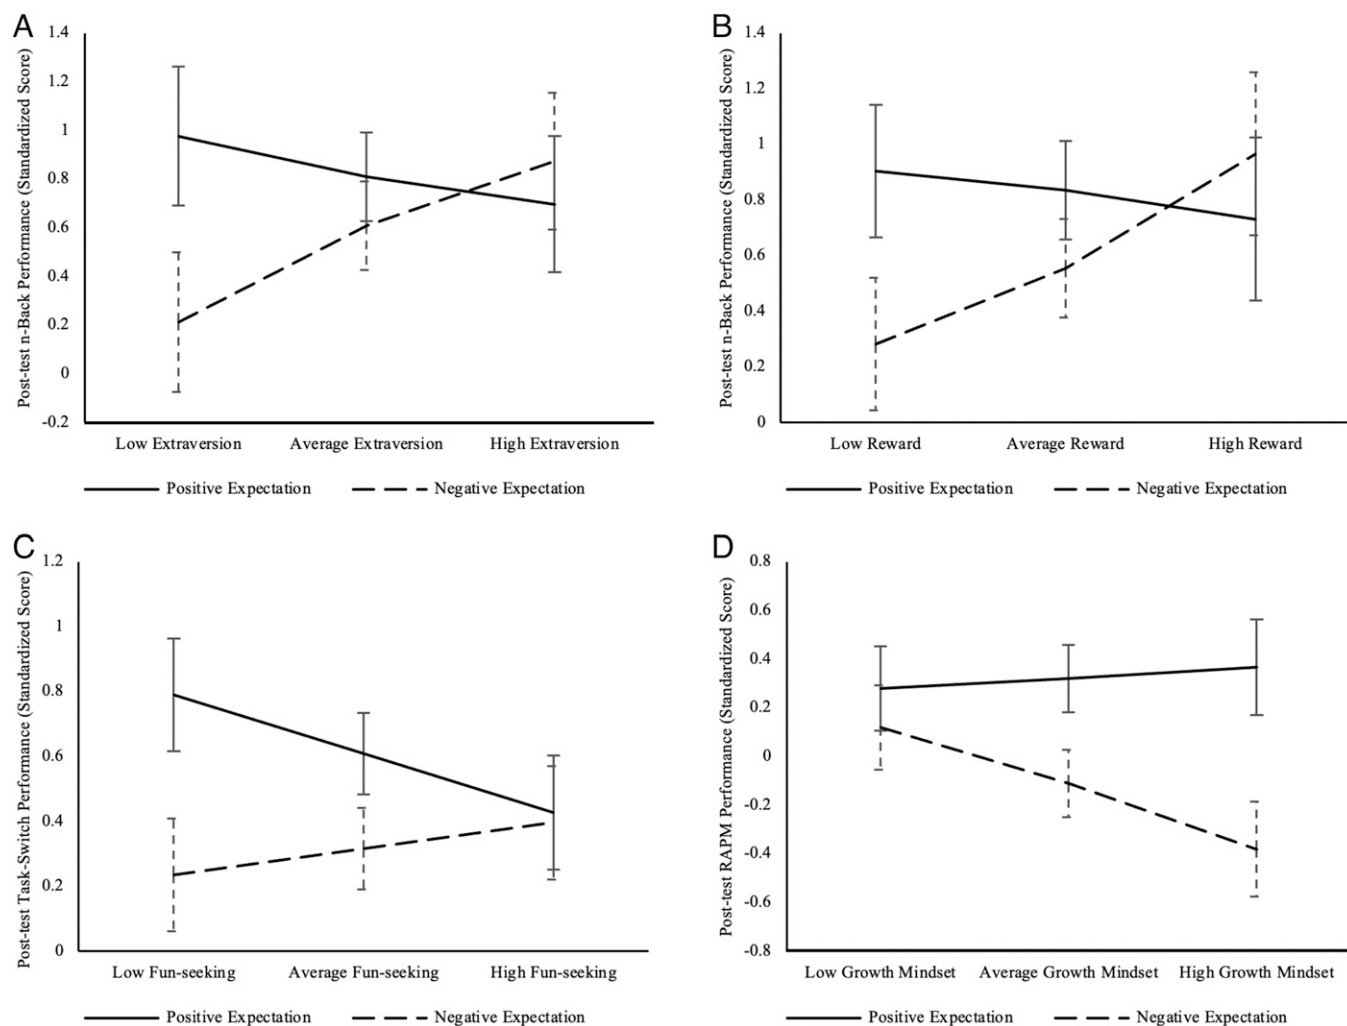 A
Post-test n-Back Performance (Standardized Score)
1.4
1.2
1
0.8
0.6
0.4
0.2
0
-0.2
Low Extraversion Average Extraversion High Extraversion
Positive Expectation Negative Expectation
B
Post-test n-Back Performance (Standardized Score)
1.4
1.2
1
0.8
0.6
0.4
0.2
0
Low Reward Average Reward High Reward
Positive Expectation Negative Expectation
C
Post-test Task-Switch Performance (Standardized Score)
1.2
1
0.8
0.6
0.4
0.2
0
Low Fun-seeking Average Fun-seeking High Fun-seeking
Positive Expectation Negative Expectation
D
Post-test RAPM Performance (Standardized Score)
0.8
0.6
0.4
0.2
0
-0.2
-0.4
-0.6
-0.8
Low Growth Mindset Average Growth Mindset High Growth Mindset
Positive Expectation Negative Expectation